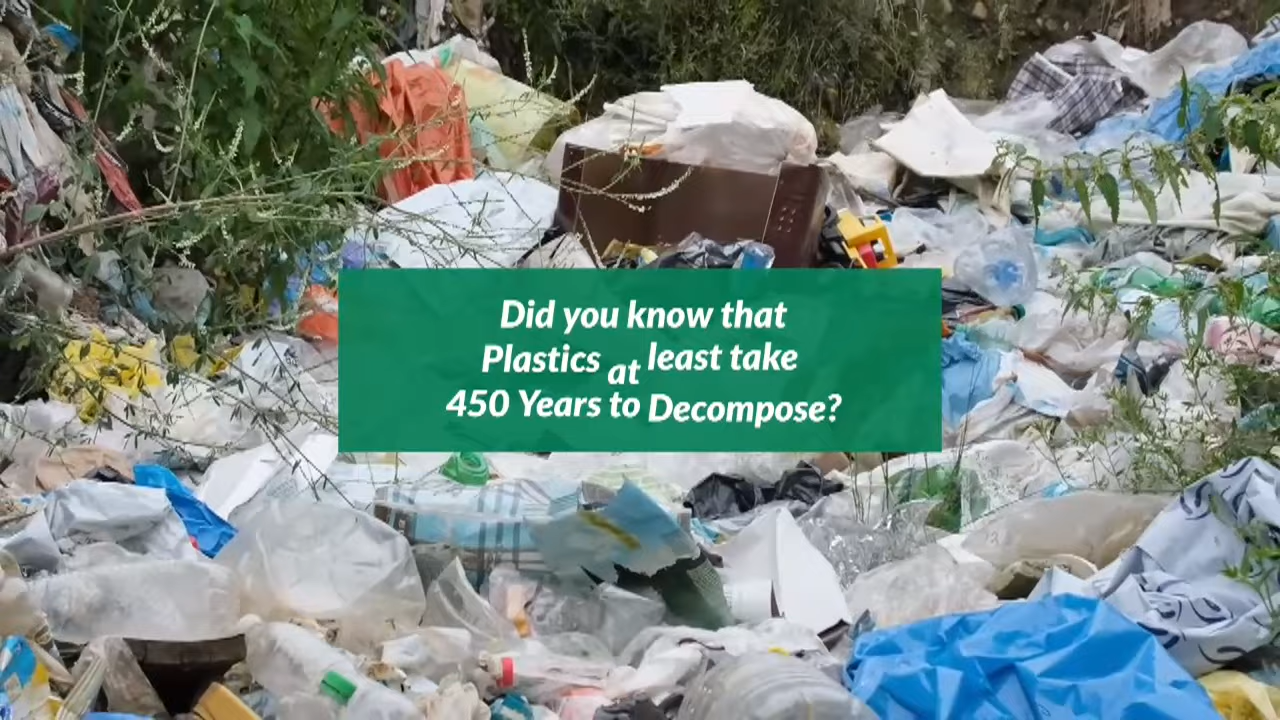 Did you know that
Plastics at least take
450 Years to Decompose?